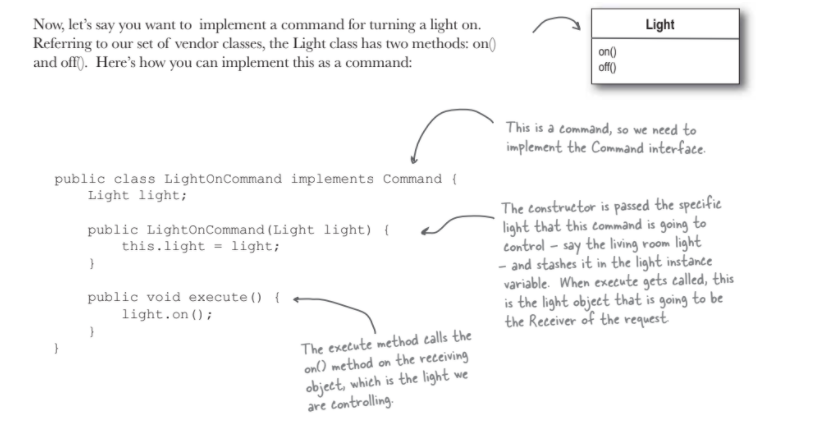 Now, let's say you want to implement a command for turning a light on.
Referring to our set of vendor classes, the Light class has two methods: on()
and off(). Here's how you can implement this as a command:
Light
on()
off()
This is a command, so we need to
implement the Command interface.
public class LightOnCommand implements Command {
Light light;
public LightOnCommand(Light light) {
this.light = light;
}
The constructor is passed the specific
light that this command is going to
control – say the living room light
– and stashes it in the light instance
variable. When execute gets called, this
is the light object that is going to be
the Receiver of the request
public void execute() {
light.on();
}
}
The execute method calls the
on() method on the receiving
object, which is the light we
are controlling.